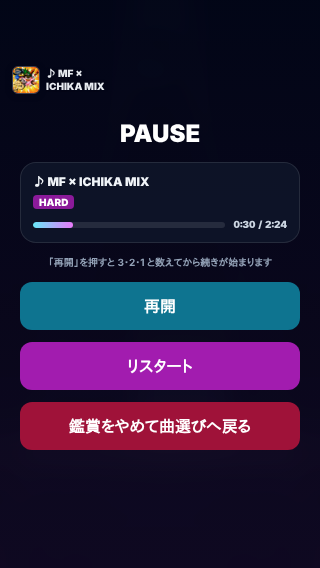 ♪ MF ×
ICHIKA MIX
PAUSE
♪ MF × ICHIKA MIX
HARD
0:30 / 2:24
「再開」を押すと 3・2・1 と数えてから続きが始まります
再開
リスタート
鑑賞をやめて曲選びへ戻る